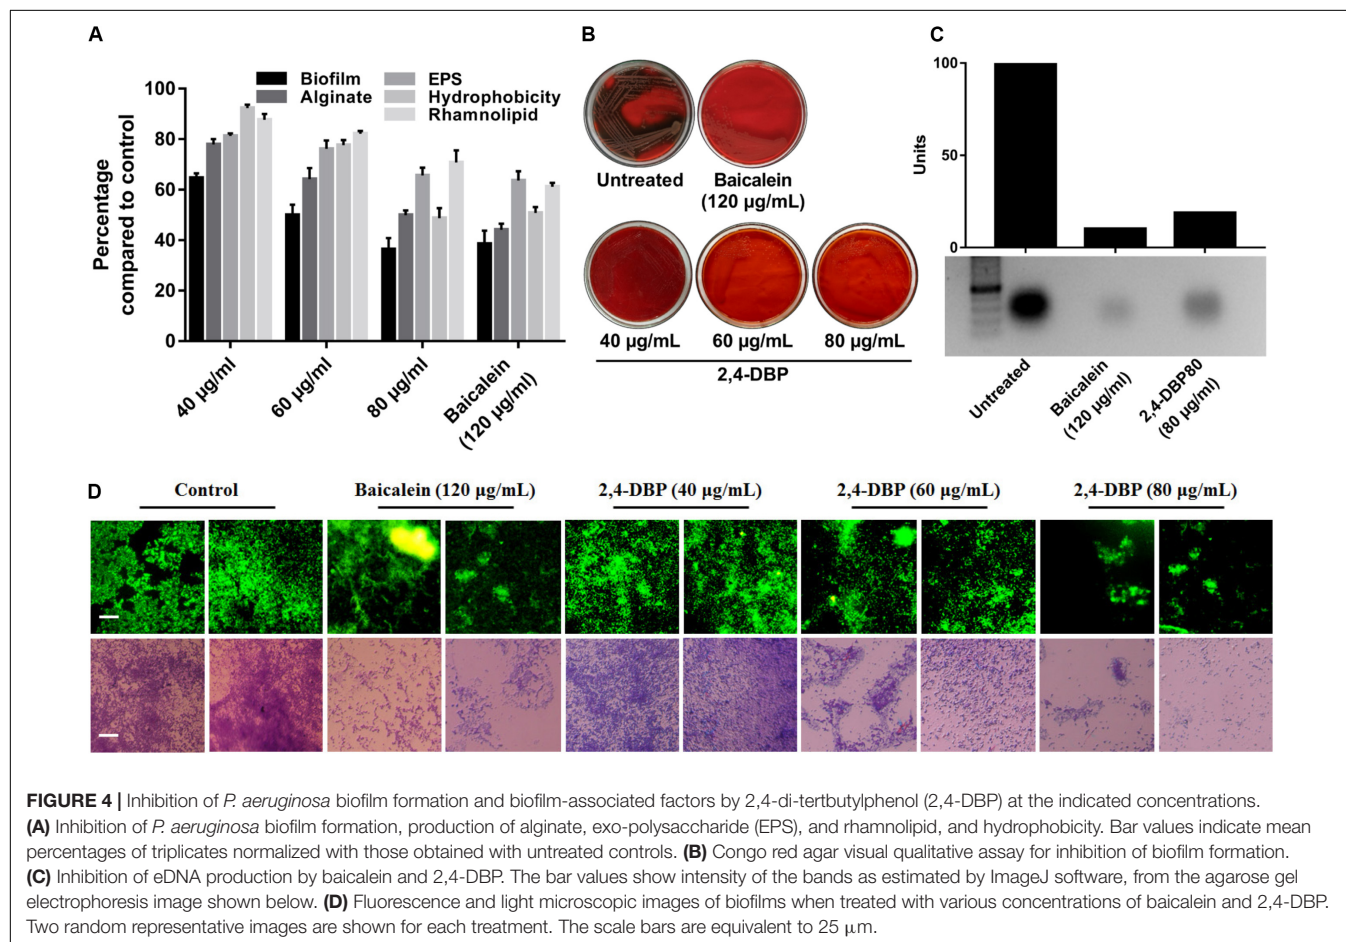 A
Biofilm
Alginate
EPS
Hydrophobicity
Rhamnolipid
Percentage
compared to control
100
80
60
40
20
0
40 µg/ml
60 µg/ml
80 µg/ml
Baicalein
(120 µg/ml)
B
Untreated
Baicalein
(120 µg/mL)
40 µg/mL
60 µg/mL
80 µg/mL
2,4-DBP
C
Units
100
50
0
Untreated
Baicalein
(120 µg/ml)
2,4-DBP80
(80 µg/ml)
D
Control
Baicalein (120 µg/mL)
2,4-DBP (40 µg/mL)
2,4-DBP (60 µg/mL)
2,4-DBP (80 µg/mL)
FIGURE 4 | Inhibition of P. aeruginosa biofilm formation and biofilm-associated factors by 2,4-di-tertbutylphenol (2,4-DBP) at the indicated concentrations.
(A) Inhibition of P. aeruginosa biofilm formation, production of alginate, exo-polysaccharide (EPS), and rhamnolipid, and hydrophobicity. Bar values indicate mean
percentages of triplicates normalized with those obtained with untreated controls. (B) Congo red agar visual qualitative assay for inhibition of biofilm formation.
(C) Inhibition of eDNA production by baicalein and 2,4-DBP. The bar values show intensity of the bands as estimated by ImageJ software, from the agarose gel
electrophoresis image shown below. (D) Fluorescence and light microscopic images of biofilms when treated with various concentrations of baicalein and 2,4-DBP.
Two random representative images are shown for each treatment. The scale bars are equivalent to 25 µm.